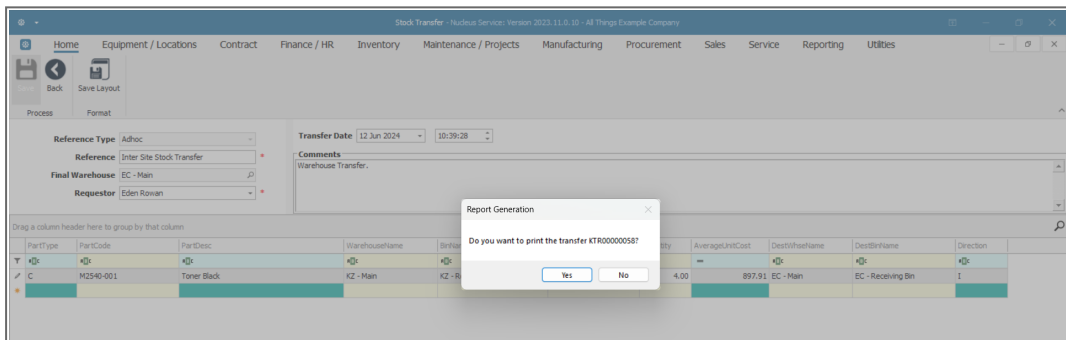 Stock Transfer - Nucleus Service: Version 2023.11.0.10 - All Things Example Company
Home Equipment / Locations Contract Finance / HR Inventory Maintenance / Projects Manufacturing Procurement Sales Service Reporting Utilities
Save Back Save Layout
Process Format
Reference Type Adhoc
Transfer Date 12 Jun 2024 10:39:28
Reference Inter Site Stock Transfer *
Comments
Warehouse Transfer.
Final Warehouse EC - Main
Requestor Eden Rowan *
Report Generation
Do you want to print the transfer KTR00000058?
Yes No
Drag a column header here to group by that column
PartType PartCode PartDesc WarehouseName BinNa tity AverageUnitCost DestWhseName DestBinName Direction
C M2540-001 Toner Black KZ - Main KZ - R 4.00 897.91 EC - Main EC - Receiving Bin I